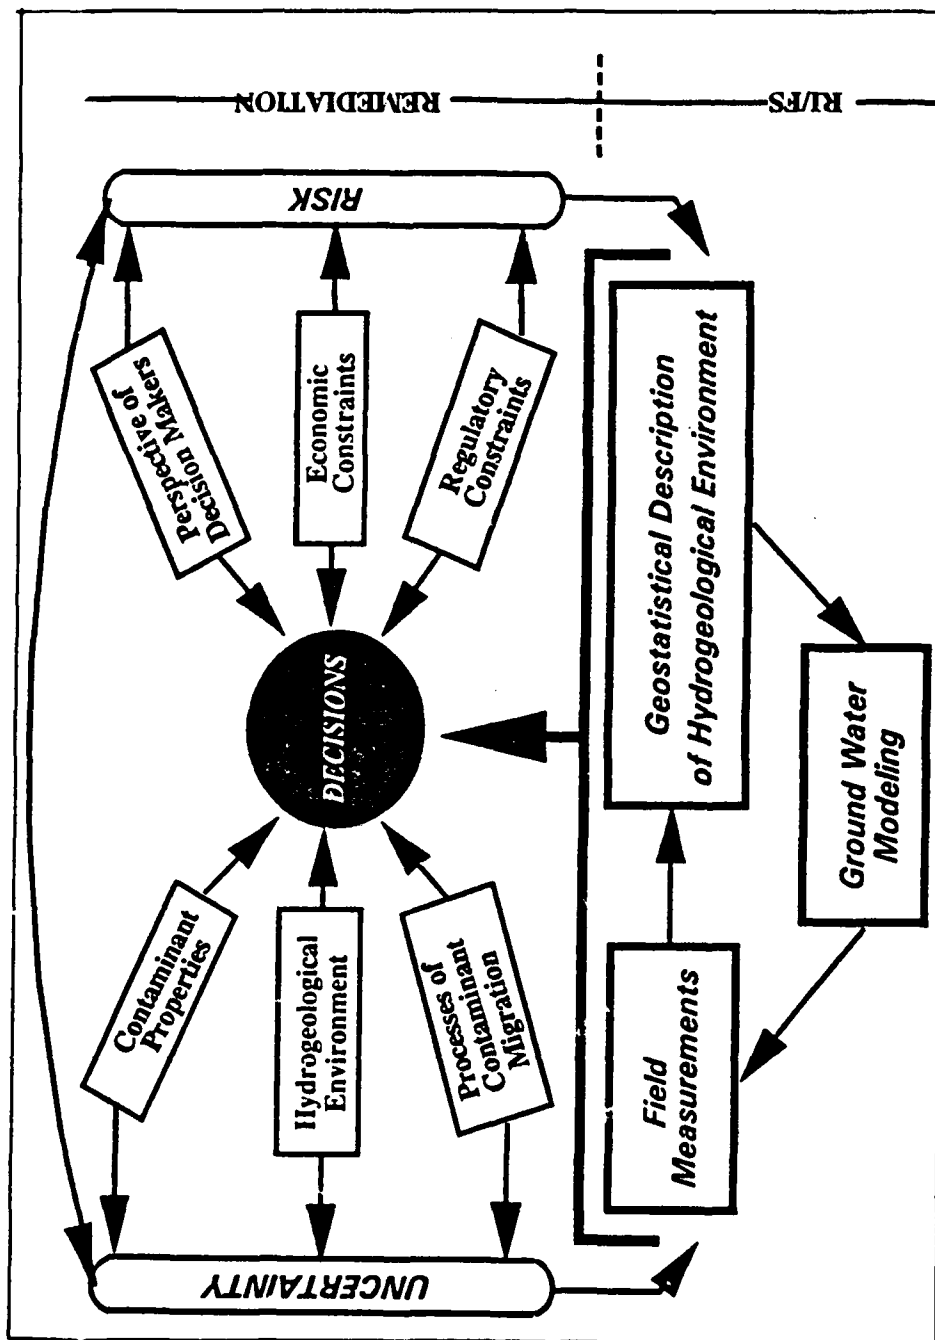 UNCERTAINTY
Contaminant
Properties
Hydrogeological
Environment
Processes of
Contaminant
Migration
DECISIONS
Perspective of
Decision Makers
Economic
Constraints
Regulatory
Constraints
RISK
REMEDIATION
RI/FS
Field
Measurements
Geostatistical Description
of Hydrogeological Environment
Ground Water
Modeling